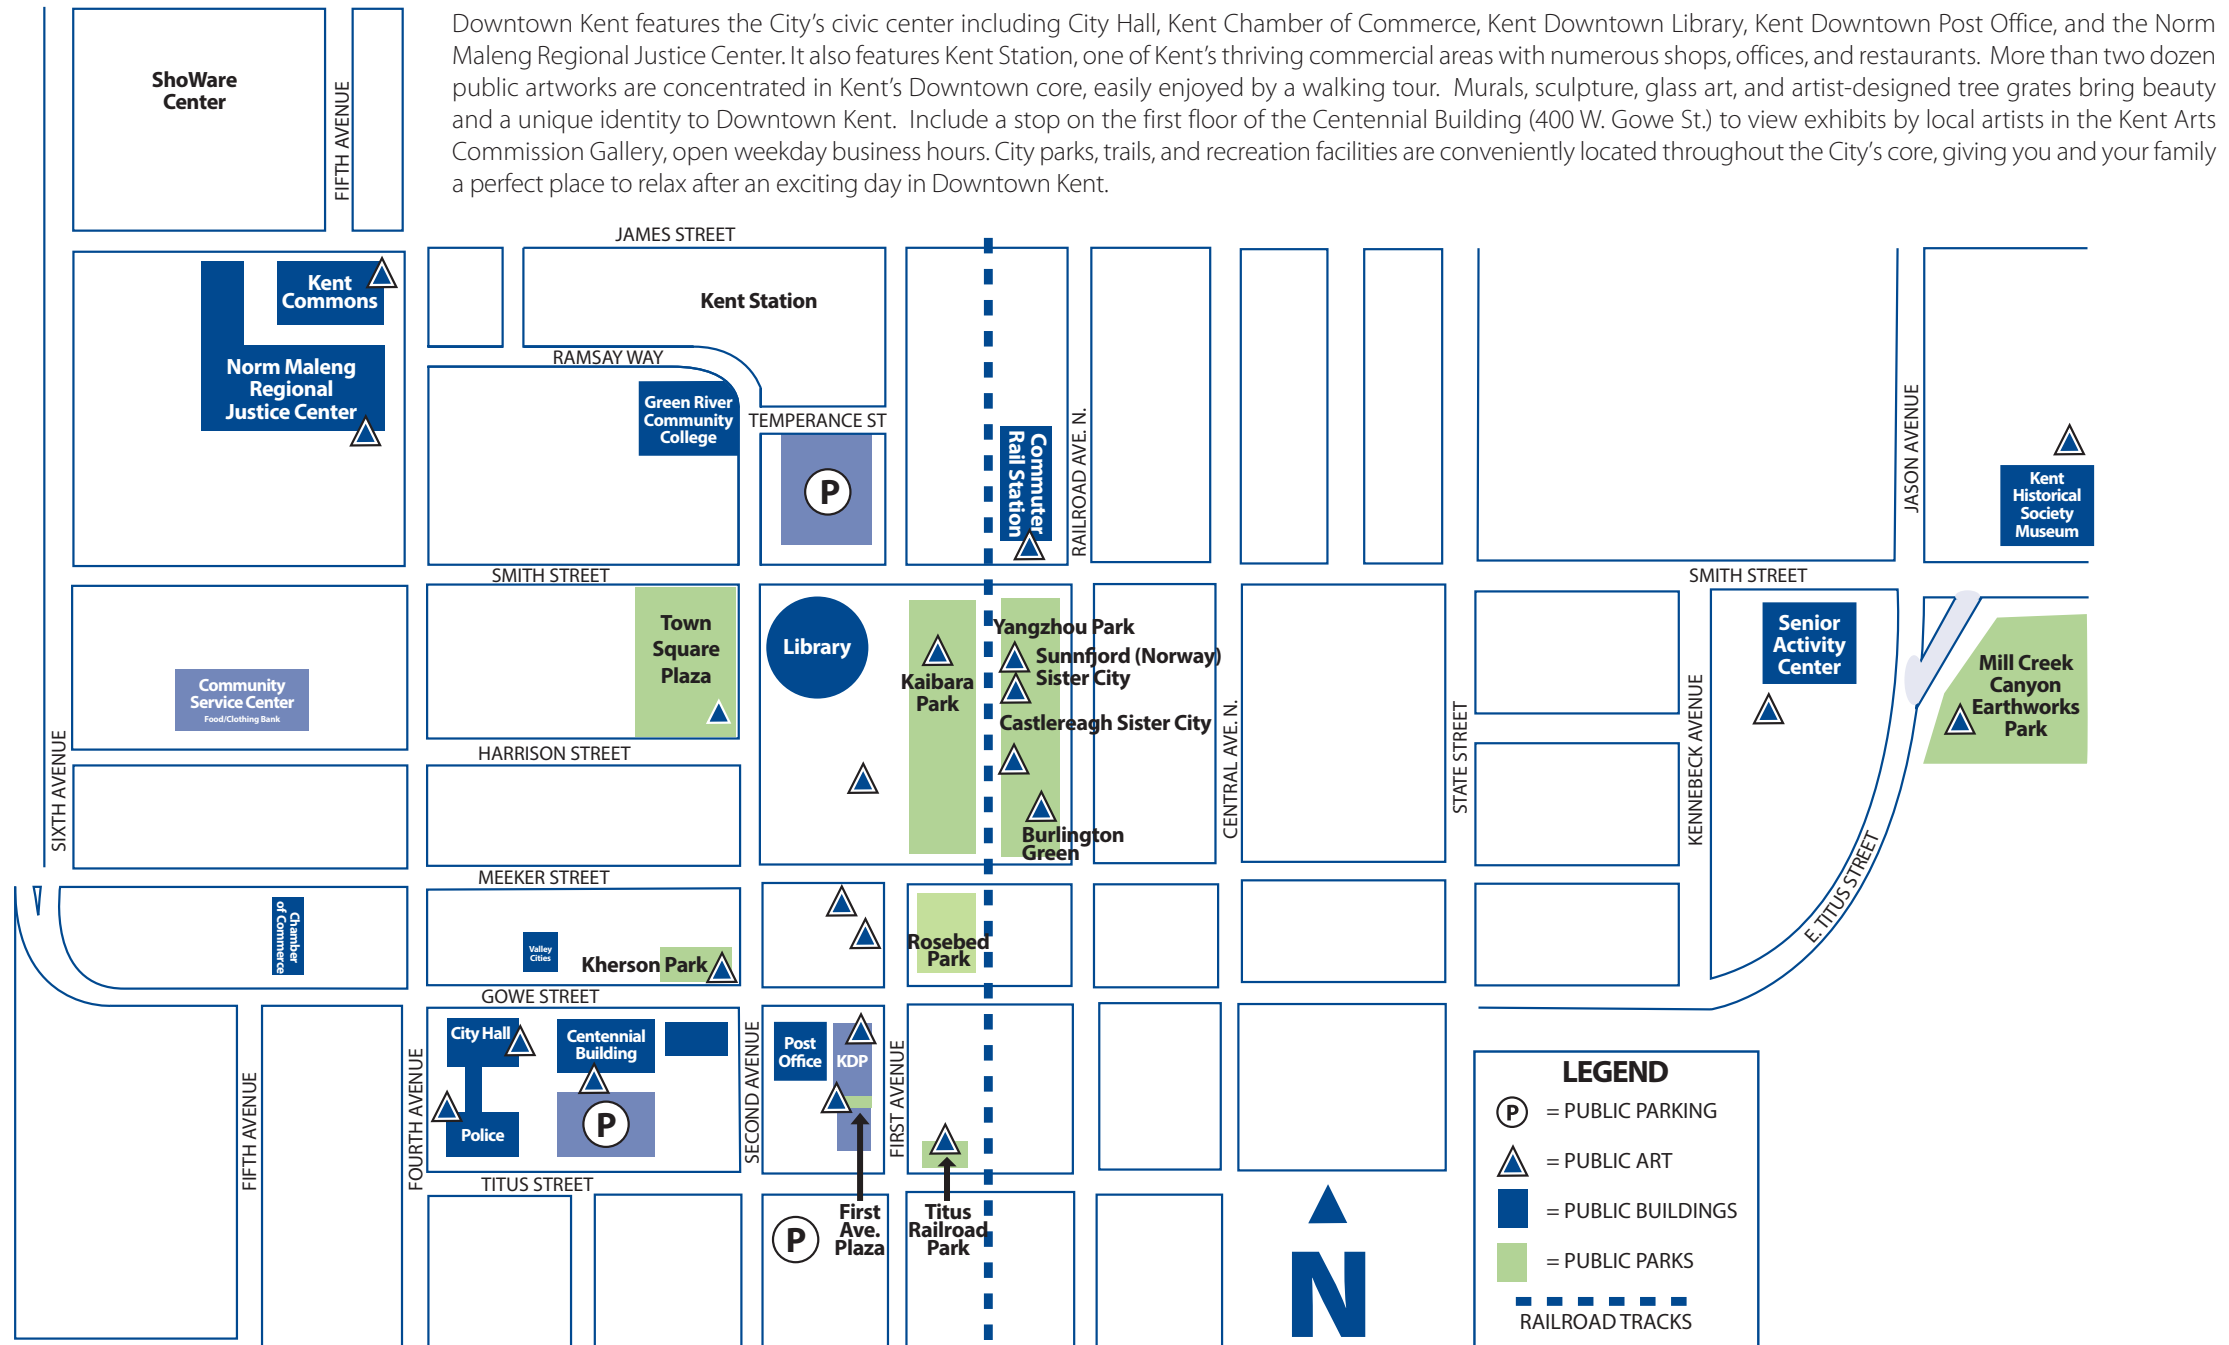 Downtown Kent features the City’s civic center including City Hall, Kent Chamber of Commerce, Kent Downtown Library, Kent Downtown Post Office, and the Norm
Maleng Regional Justice Center. It also features Kent Station, one of Kent’s thriving commercial areas with numerous shops, offices, and restaurants. More than two dozen
public artworks are concentrated in Kent’s Downtown core, easily enjoyed by a walking tour. Murals, sculpture, glass art, and artist-designed tree grates bring beauty
and a unique identity to Downtown Kent. Include a stop on the first floor of the Centennial Building (400 W. Gowe St.) to view exhibits by local artists in the Kent Arts
Commission Gallery, open weekday business hours. City parks, trails, and recreation facilities are conveniently located throughout the City’s core, giving you and your family
a perfect place to relax after an exciting day in Downtown Kent.
ShoWare
Center
FIFTH AVENUE
JAMES STREET
Kent
Commons
Kent Station
RAMSAY WAY
Norm Maleng
Regional
Justice Center
Green River
Community
College
TEMPERANCE ST
P
Commuter
Rail Station
RAILROAD AVE. N.
JASON AVENUE
Kent
Historical
Society
Museum
SMITH STREET
SMITH STREET
Town
Square
Plaza
Library
Kaibara
Park
Yangzhou Park
Sunnfjord (Norway)
Sister City
Castlereagh Sister City
Burlington
Green
Senior
Activity
Center
Mill Creek
Canyon
Earthworks
Park
Community
Service Center
Food/Clothing Bank
HARRISON STREET
SIXTH AVENUE
CENTRAL AVE. N.
STATE STREET
KENNEBECK AVENUE
E. TITUS STREET
MEEKER STREET
Chamber
of Commerce
Valley
Cities
Kherson Park
Rosebed
Park
GOWE STREET
City Hall
Centennial
Building
Post
Office
KDP
Police
P
FIFTH AVENUE
FOURTH AVENUE
SECOND AVENUE
FIRST AVENUE
TITUS STREET
P
First
Ave.
Plaza
Titus
Railroad
Park
N
LEGEND
P = PUBLIC PARKING
= PUBLIC ART
= PUBLIC BUILDINGS
= PUBLIC PARKS
RAILROAD TRACKS